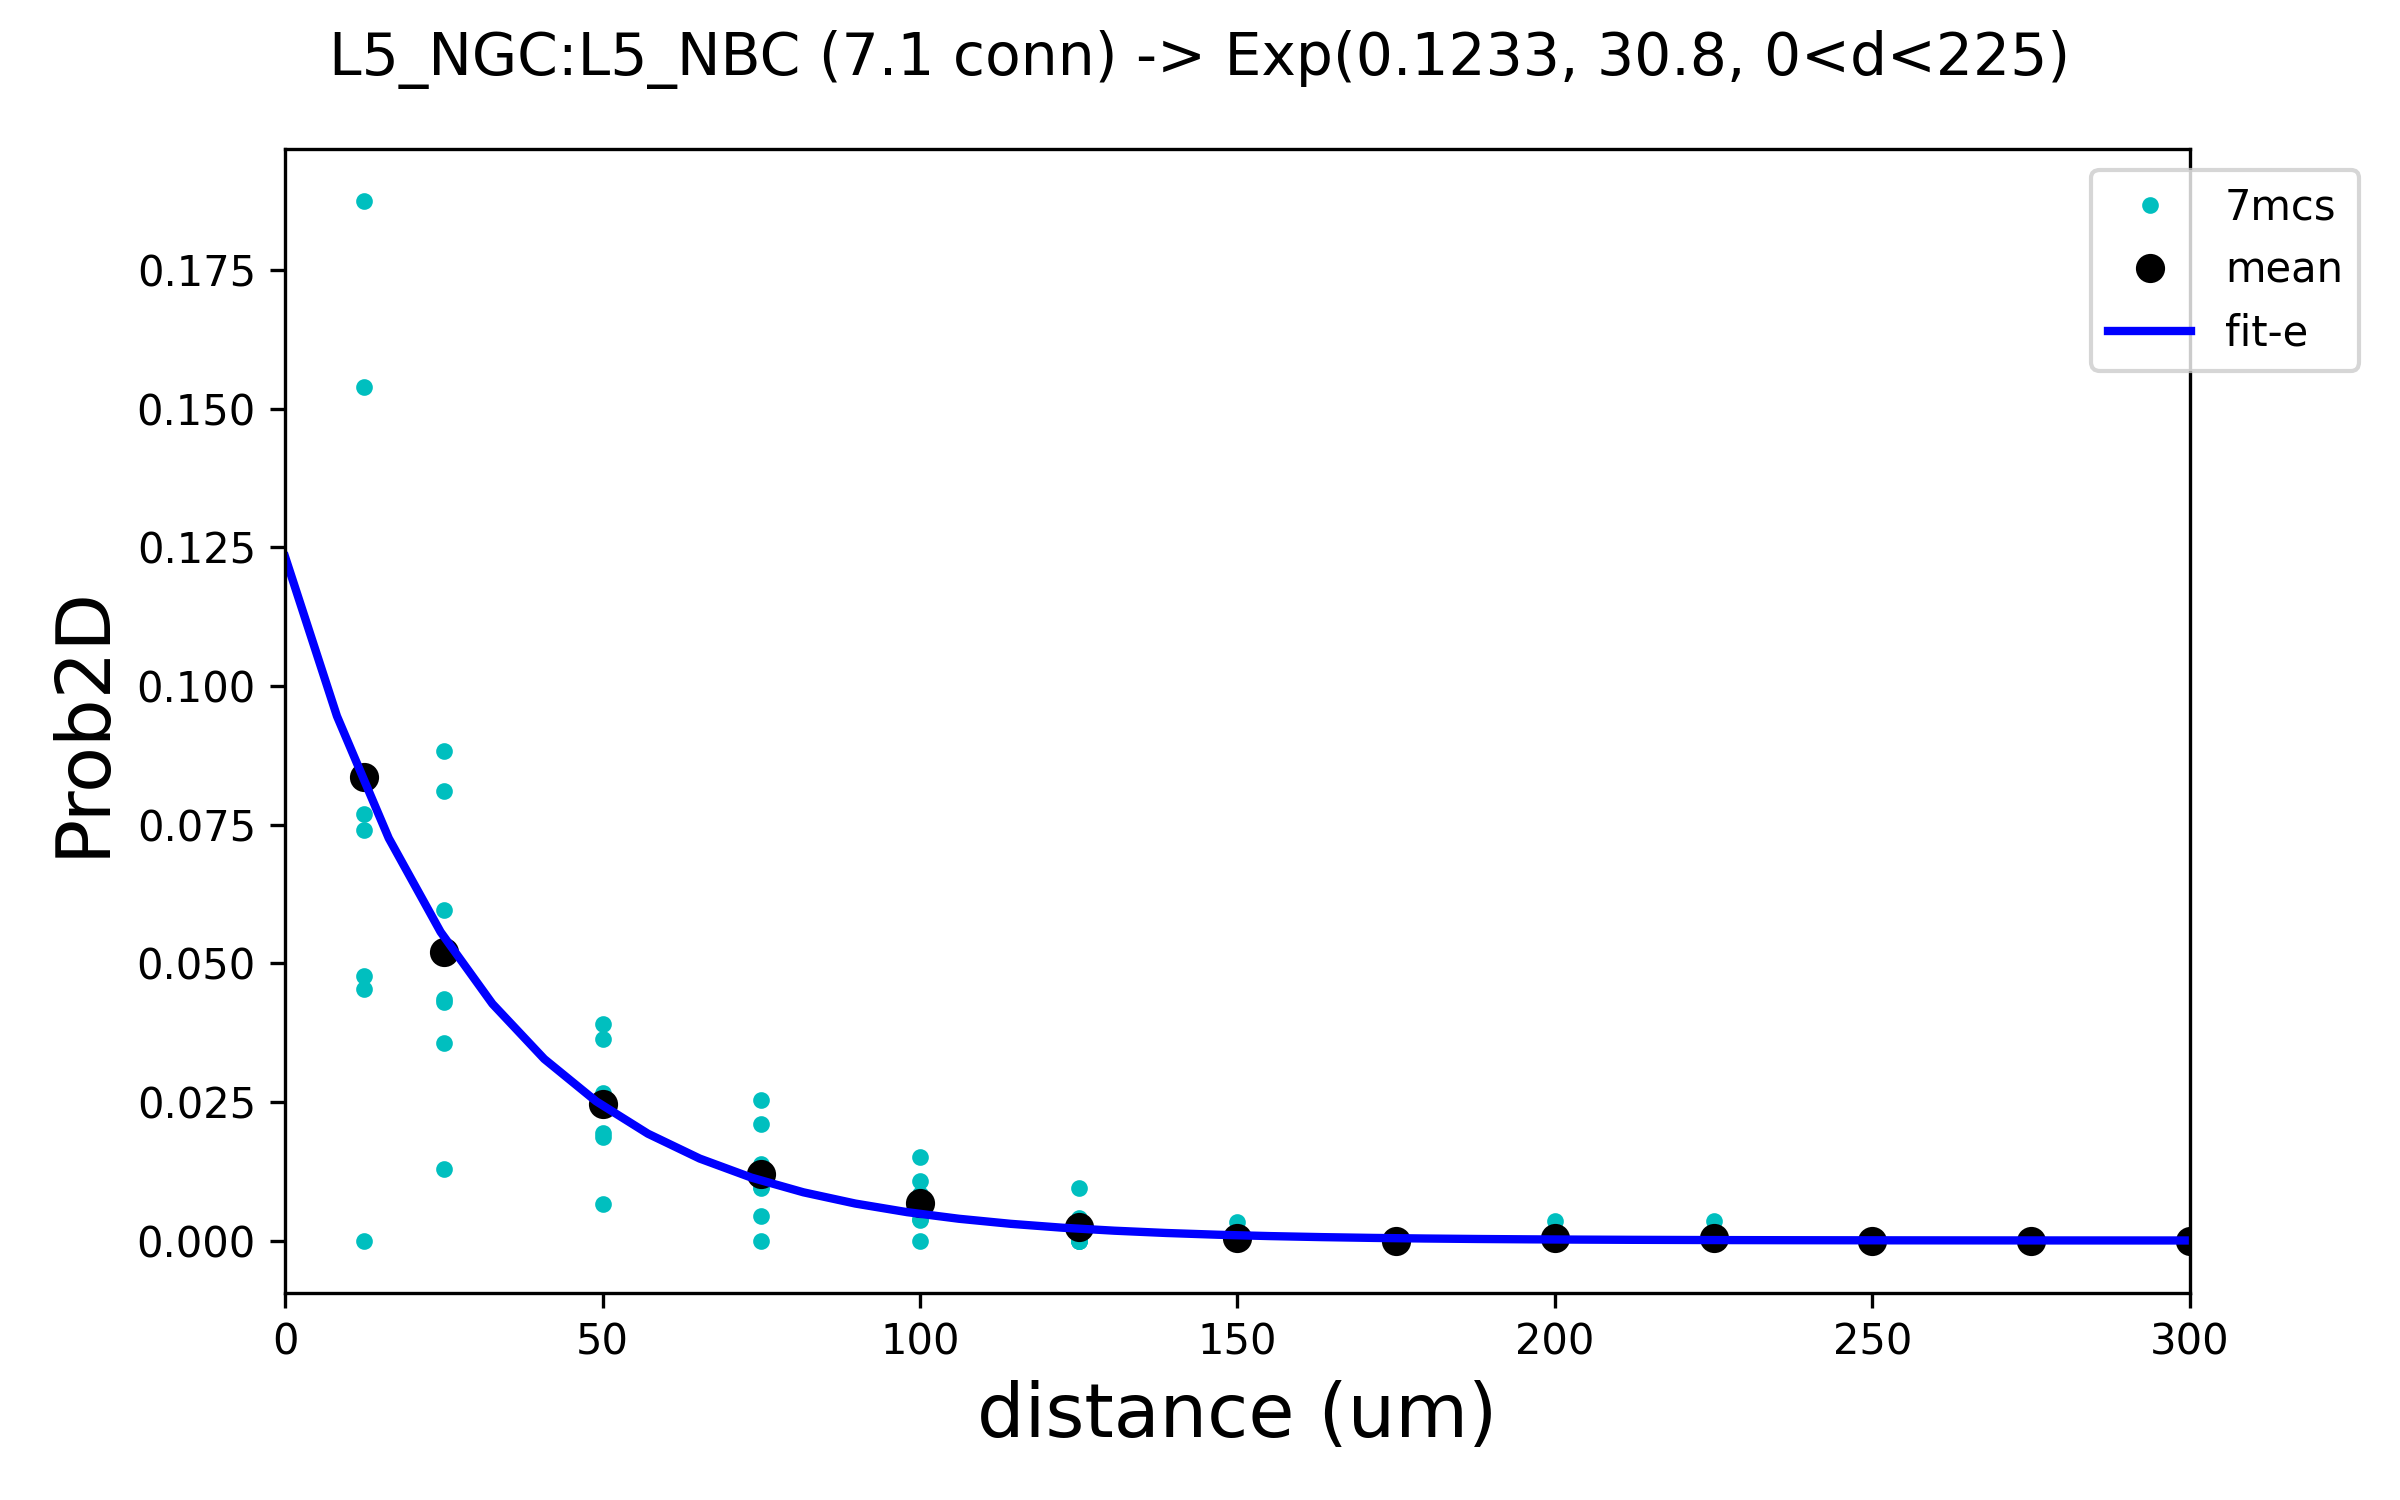 L5_NGC:L5_NBC (7.1 conn) -> Exp(0.1233, 30.8, 0<d<225)
7mcs
mean
fit-e
0.175
0.150
0.125
0.100
0.075
0.050
0.025
0.000
Prob2D
0 50 100 150 200 250 300
distance (um)